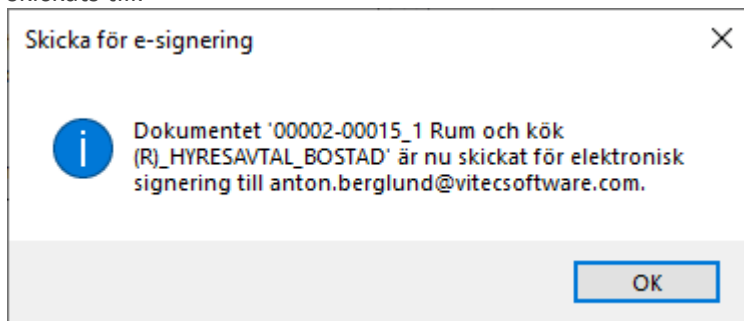 Skicka för e-signering
Dokumentet '00002-00015_1 Rum och kök
(R)_HYRESAVTAL_BOSTAD' är nu skickat för elektronisk
signering till anton.berglund@vitecsoftware.com.
OK